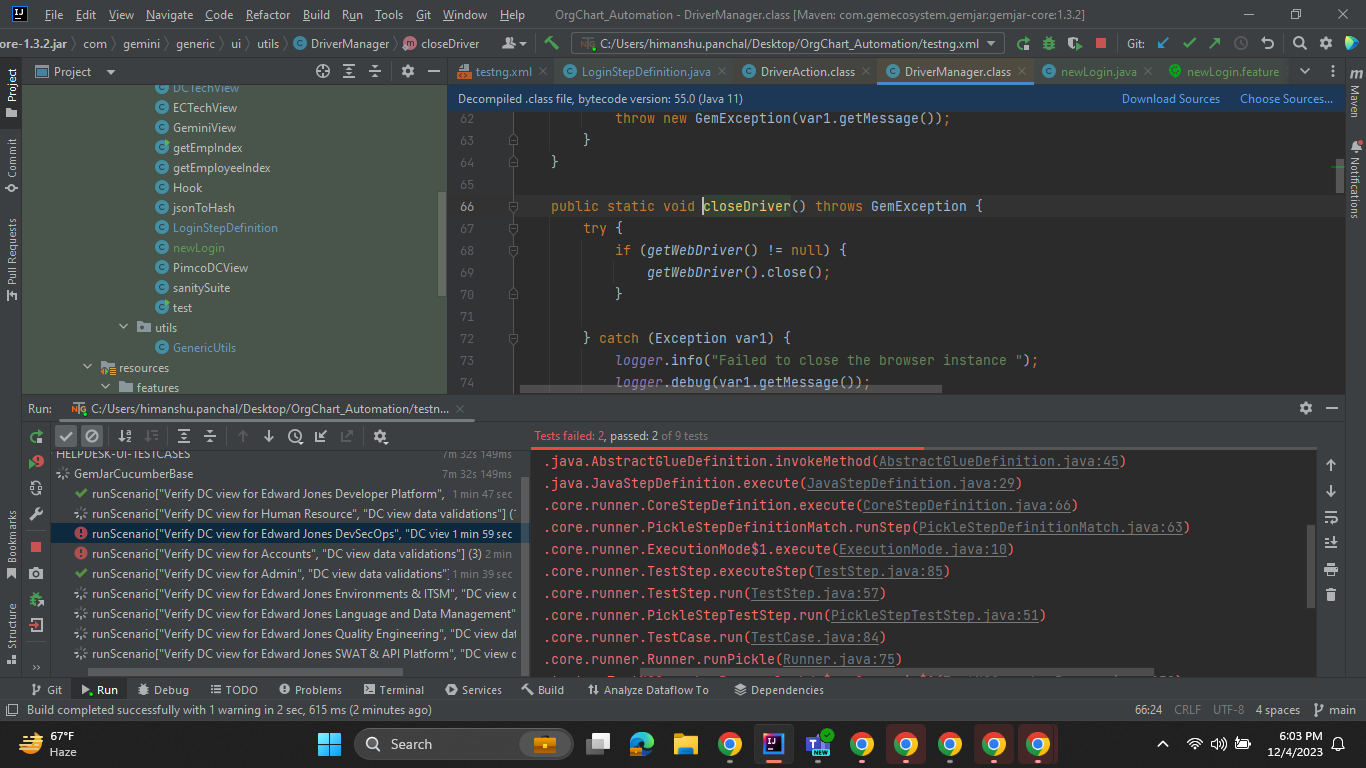 File Edit View Navigate Code Refactor Build Run Tools Git Window Help OrgChart_Automation - DriverManager.class [Maven: com.gemecosystem.gemjar:gemjar-core:1.3.2]
ore-1.3.2.jar com gemini generic ui utils DriverManager closeDriver C:/Users/himanshu.panchal/Desktop/OrgChart_Automation/testng.xml Git:
Project testng.xml LoginStepDefinition.java DriverAction.class DriverManager.class newLogin.java newLogin.feature
Decompiled .class file, bytecode version: 55.0 (Java 11) Download Sources Choose Sources...
DCTechView
ECTechView
GeminiView
getEmpIndex
getEmployeeIndex
Hook
jsonToHash
LoginStepDefinition
newLogin
PimcoDCView
sanitySuite
test
utils
GenericUtils
resources
features
62 throw new GemException(var1.getMessage());
63 }
64 }
65
66 public static void closeDriver() throws GemException {
67 try {
68 if (getWebDriver() != null) {
69 getWebDriver().close();
70 }
71
72 } catch (Exception var1) {
73 logger.info("Failed to close the browser instance ");
74 logger.debug(var1.getMessage());
Project
Commit
Pull Requests
Bookmarks
Structure
Maven
Notifications
Run: C:/Users/himanshu.panchal/Desktop/OrgChart_Automation/testn...
Tests failed: 2, passed: 2 of 9 tests
HELPDESK-UI-TESTCASES 7m 32s 149ms
GemJarCucumberBase 7m 32s 149ms
runScenario["Verify DC view for Edward Jones Developer Platform", 1 min 47 sec
runScenario["Verify DC view for Human Resource", "DC view data validations"] (1
runScenario["Verify DC view for Edward Jones DevSecOps", "DC view 1 min 59 sec
runScenario["Verify DC view for Accounts", "DC view data validations"] (3) 2 min
runScenario["Verify DC view for Admin", "DC view data validations"] 1 min 39 sec
runScenario["Verify DC view for Edward Jones Environments & ITSM", "DC view d
runScenario["Verify DC view for Edward Jones Language and Data Management"
runScenario["Verify DC view for Edward Jones Quality Engineering", "DC view dat
runScenario["Verify DC view for Edward Jones SWAT & API Platform", "DC view d
.java.AbstractGlueDefinition.invokeMethod(AbstractGlueDefinition.java:45)
.java.JavaStepDefinition.execute(JavaStepDefinition.java:29)
.core.runner.CoreStepDefinition.execute(CoreStepDefinition.java:66)
.core.runner.PickleStepDefinitionMatch.runStep(PickleStepDefinitionMatch.java:63)
.core.runner.ExecutionMode$1.execute(ExecutionMode.java:10)
.core.runner.TestStep.executeStep(TestStep.java:85)
.core.runner.TestStep.run(TestStep.java:57)
.core.runner.PickleStepTestStep.run(PickleStepTestStep.java:51)
.core.runner.TestCase.run(TestCase.java:84)
.core.runner.Runner.runPickle(Runner.java:75)
Git Run Debug TODO Problems Terminal Services Build Analyze Dataflow To Dependencies
Build completed successfully with 1 warning in 2 sec, 615 ms (2 minutes ago) 66:24 CRLF UTF-8 4 spaces main
67°F
Haze
Search
NEW
6:03 PM
12/4/2023